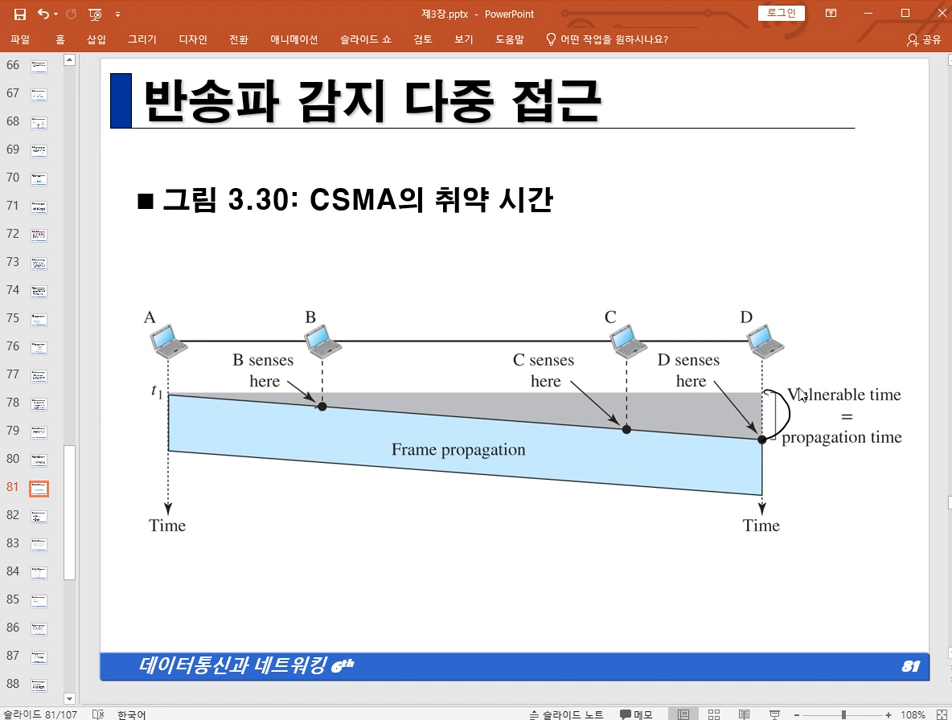 제3장.pptx - PowerPoint
로그인
파일 홈 삽입 그리기 디자인 전환 애니메이션 슬라이드 쇼 검토 보기 도움말 어떤 작업을 원하시나요? 공유
66
67
68
69
70
71
72
73
74
75
76
77
78
79
80
81
82
83
84
85
86
87
88
반송파 감지 다중 접근
■ 그림 3.30: CSMA의 취약 시간
A B C D
B senses here
C senses here
D senses here
t1
Vulnerable time
=
propagation time
Frame propagation
Time Time
데이터통신과 네트워킹 6th 81
슬라이드 81/107 한국어 슬라이드 노트 메모 108%